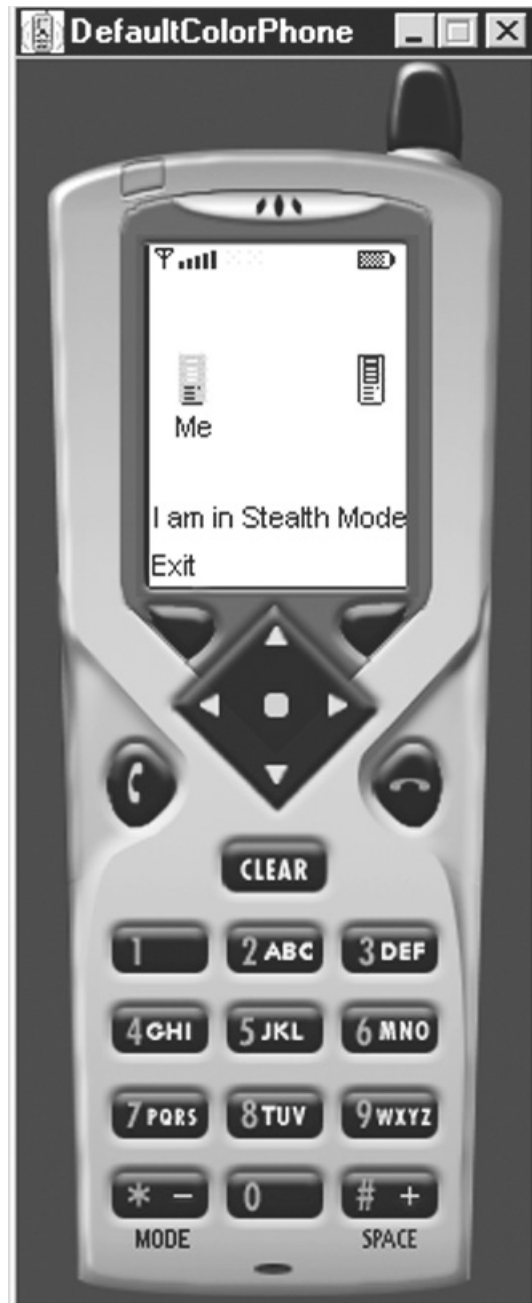 DefaultColorPhone
Me
I am in Stealth Mode
Exit
CLEAR
1 2 ABC 3 DEF
4 GHI 5 JKL 6 MNO
7 PQRS 8 TUV 9 WXYZ
* - 0 # +
MODE SPACE